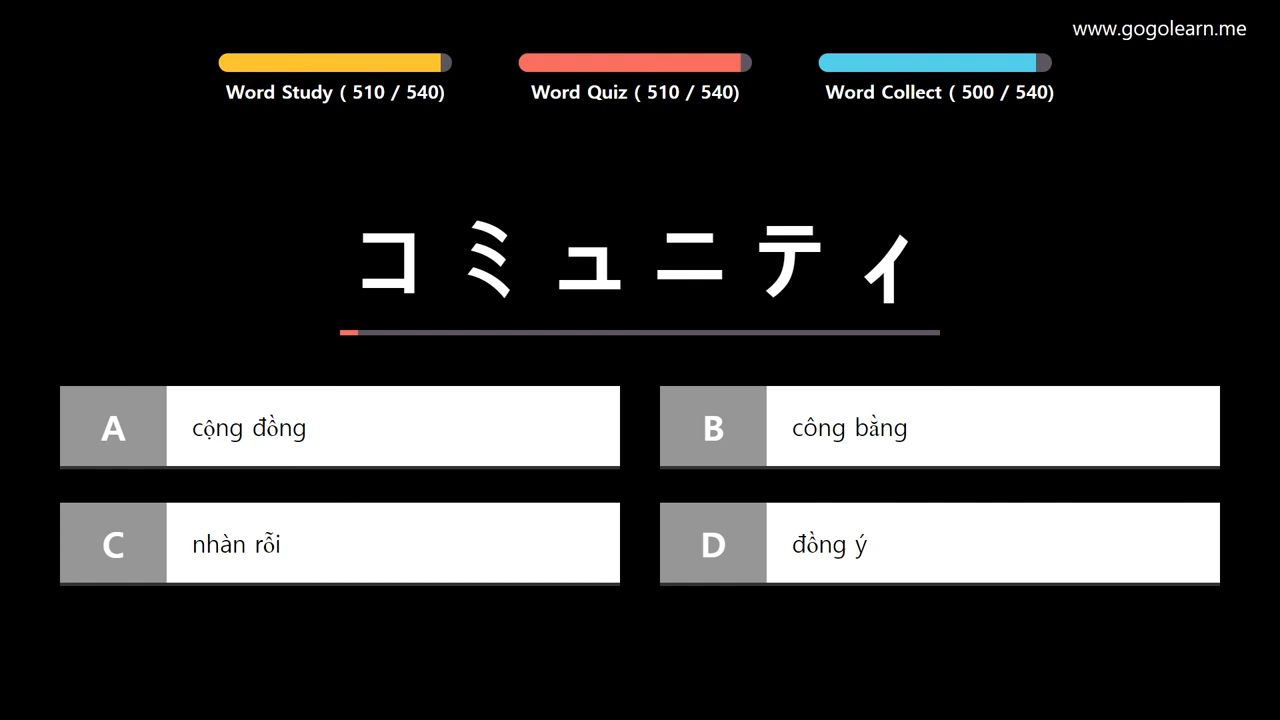 www.gogolearn.me
Word Study ( 510 / 540)
Word Quiz ( 510 / 540)
Word Collect ( 500 / 540)
コミュニティ
A cộng đồng
B công bằng
C nhàn rỗi
D đồng ý